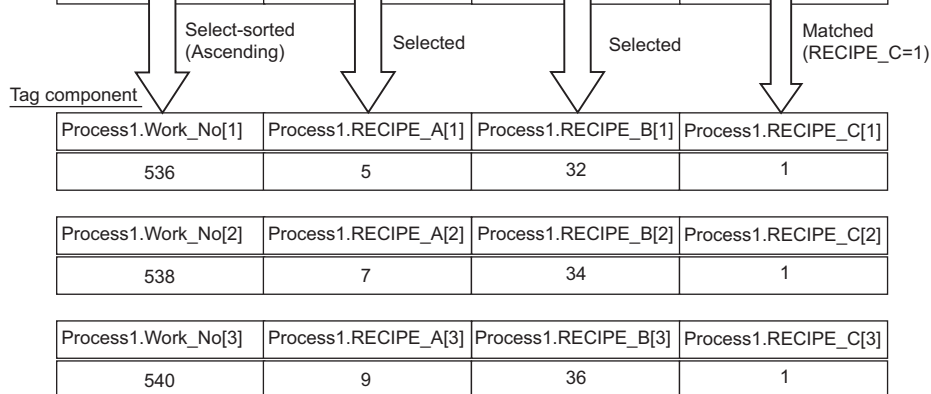 Select-sorted
(Ascending)
Selected
Selected
Matched
(RECIPE_C=1)
Tag component
Process1.Work_No[1] Process1.RECIPE_A[1] Process1.RECIPE_B[1] Process1.RECIPE_C[1]
536 5 32 1
Process1.Work_No[2] Process1.RECIPE_A[2] Process1.RECIPE_B[2] Process1.RECIPE_C[2]
538 7 34 1
Process1.Work_No[3] Process1.RECIPE_A[3] Process1.RECIPE_B[3] Process1.RECIPE_C[3]
540 9 36 1